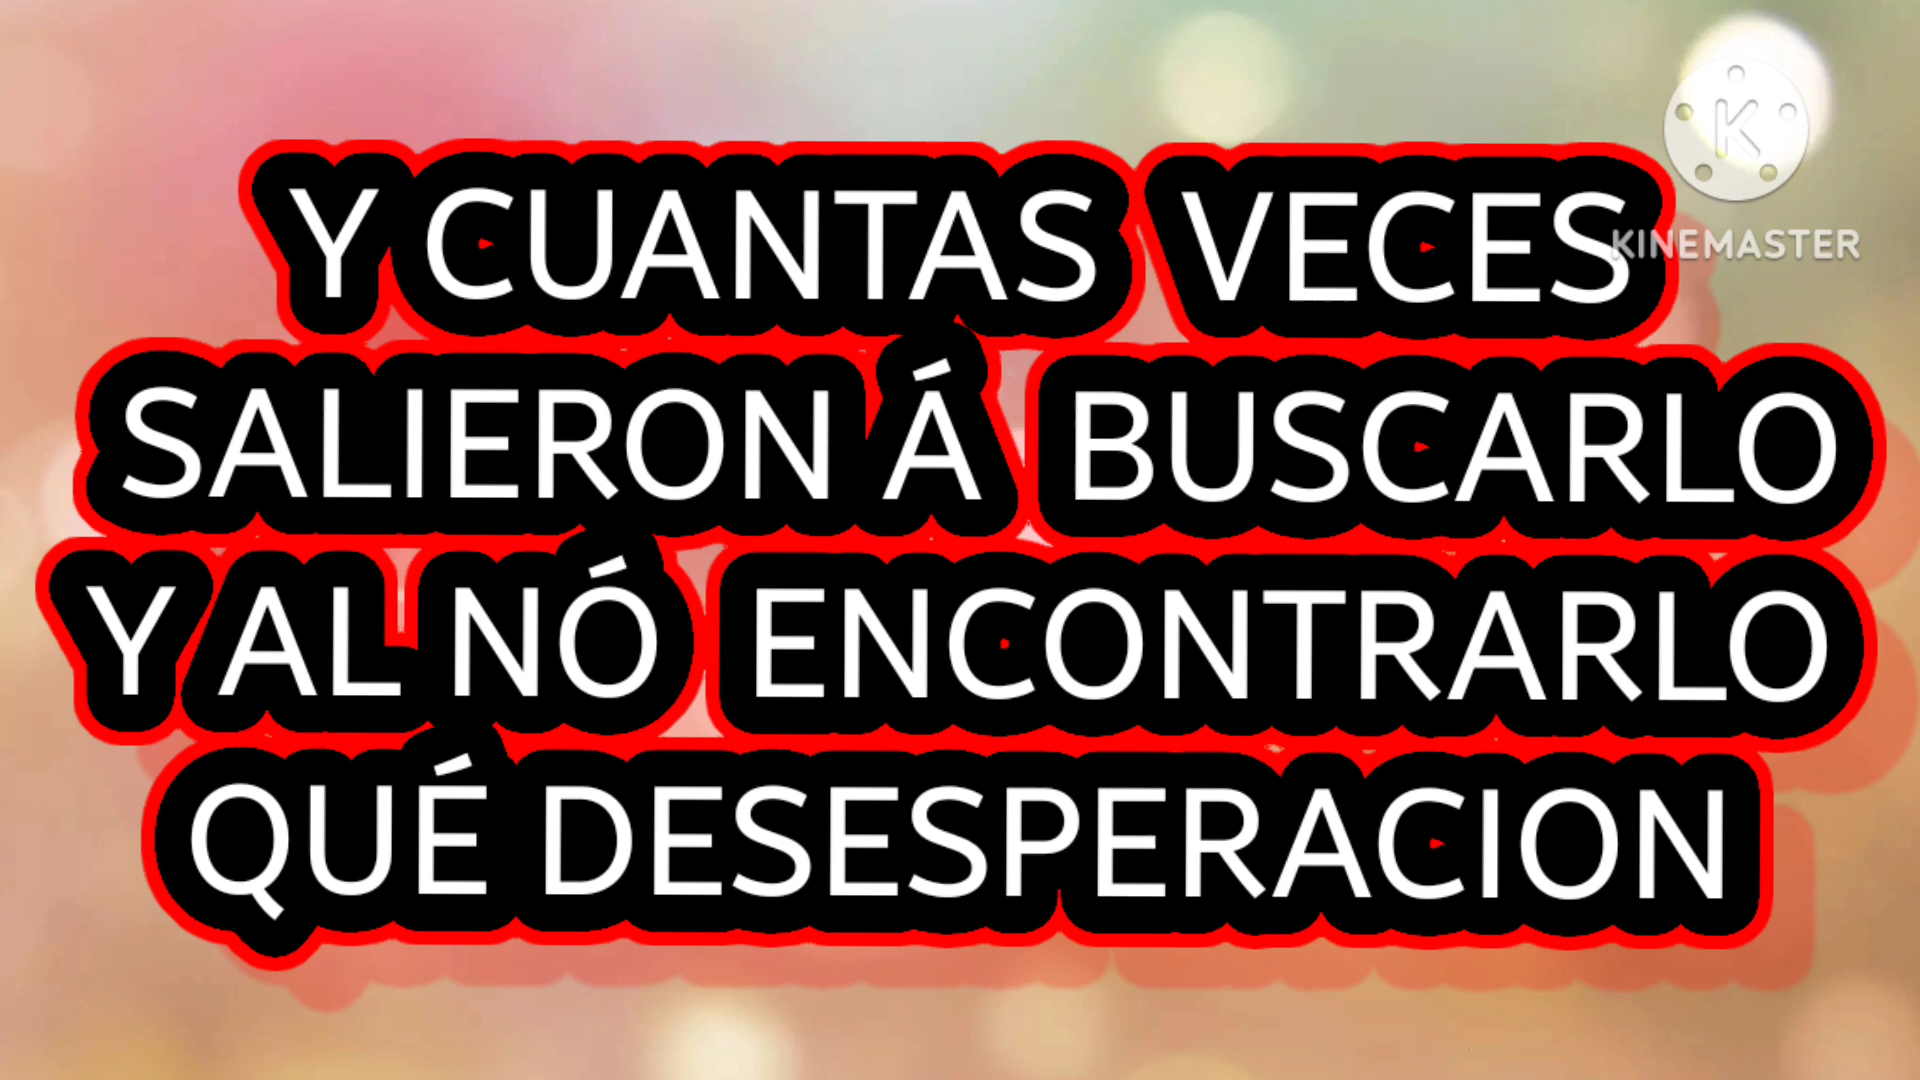 Y CUANTAS VECES
SALIERON Á BUSCARLO
Y AL NÓ ENCONTRARLO
QUÉ DESESPERACION
K
KINEMASTER